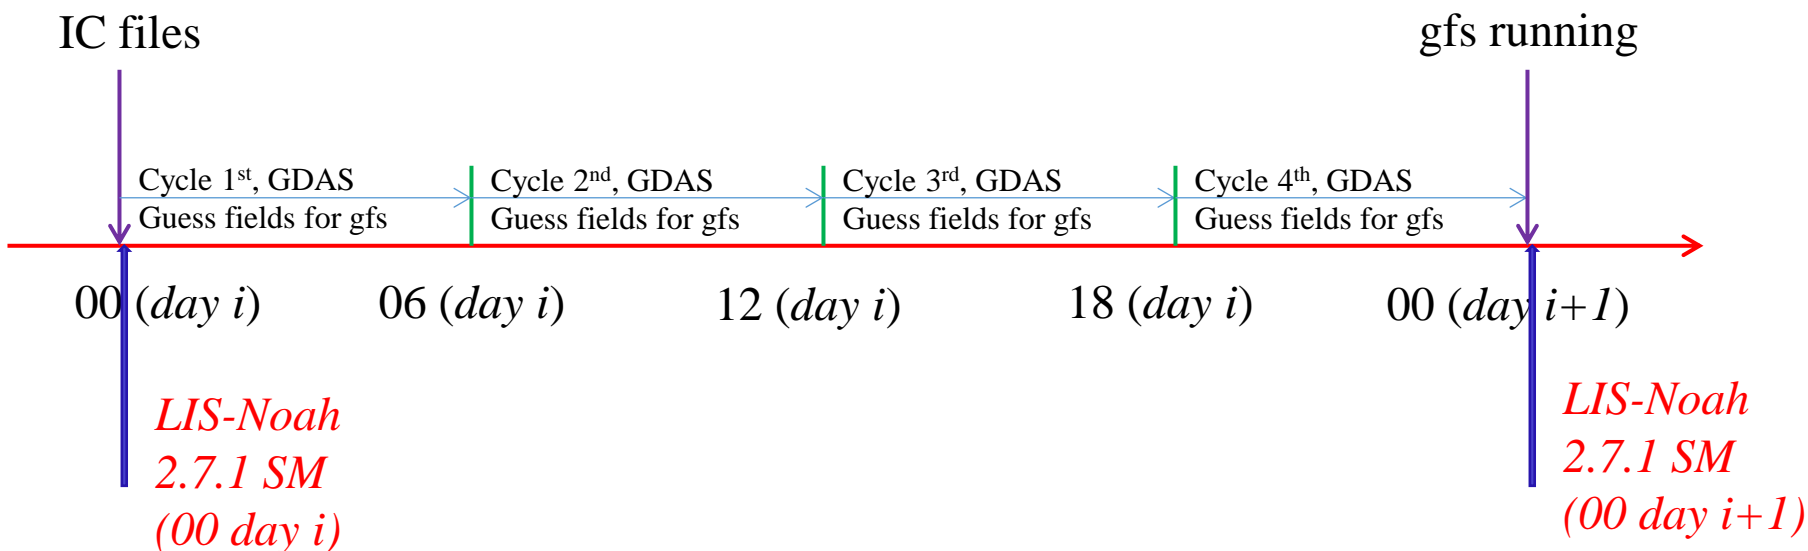 IC files
gfs running
Cycle 1st, GDAS
Guess fields for gfs
Cycle 2nd, GDAS
Guess fields for gfs
Cycle 3rd, GDAS
Guess fields for gfs
Cycle 4th, GDAS
Guess fields for gfs
00 (day i)
06 (day i)
12 (day i)
18 (day i)
00 (day i+1)
LIS-Noah
2.7.1 SM
(00 day i)
LIS-Noah
2.7.1 SM
(00 day i+1)